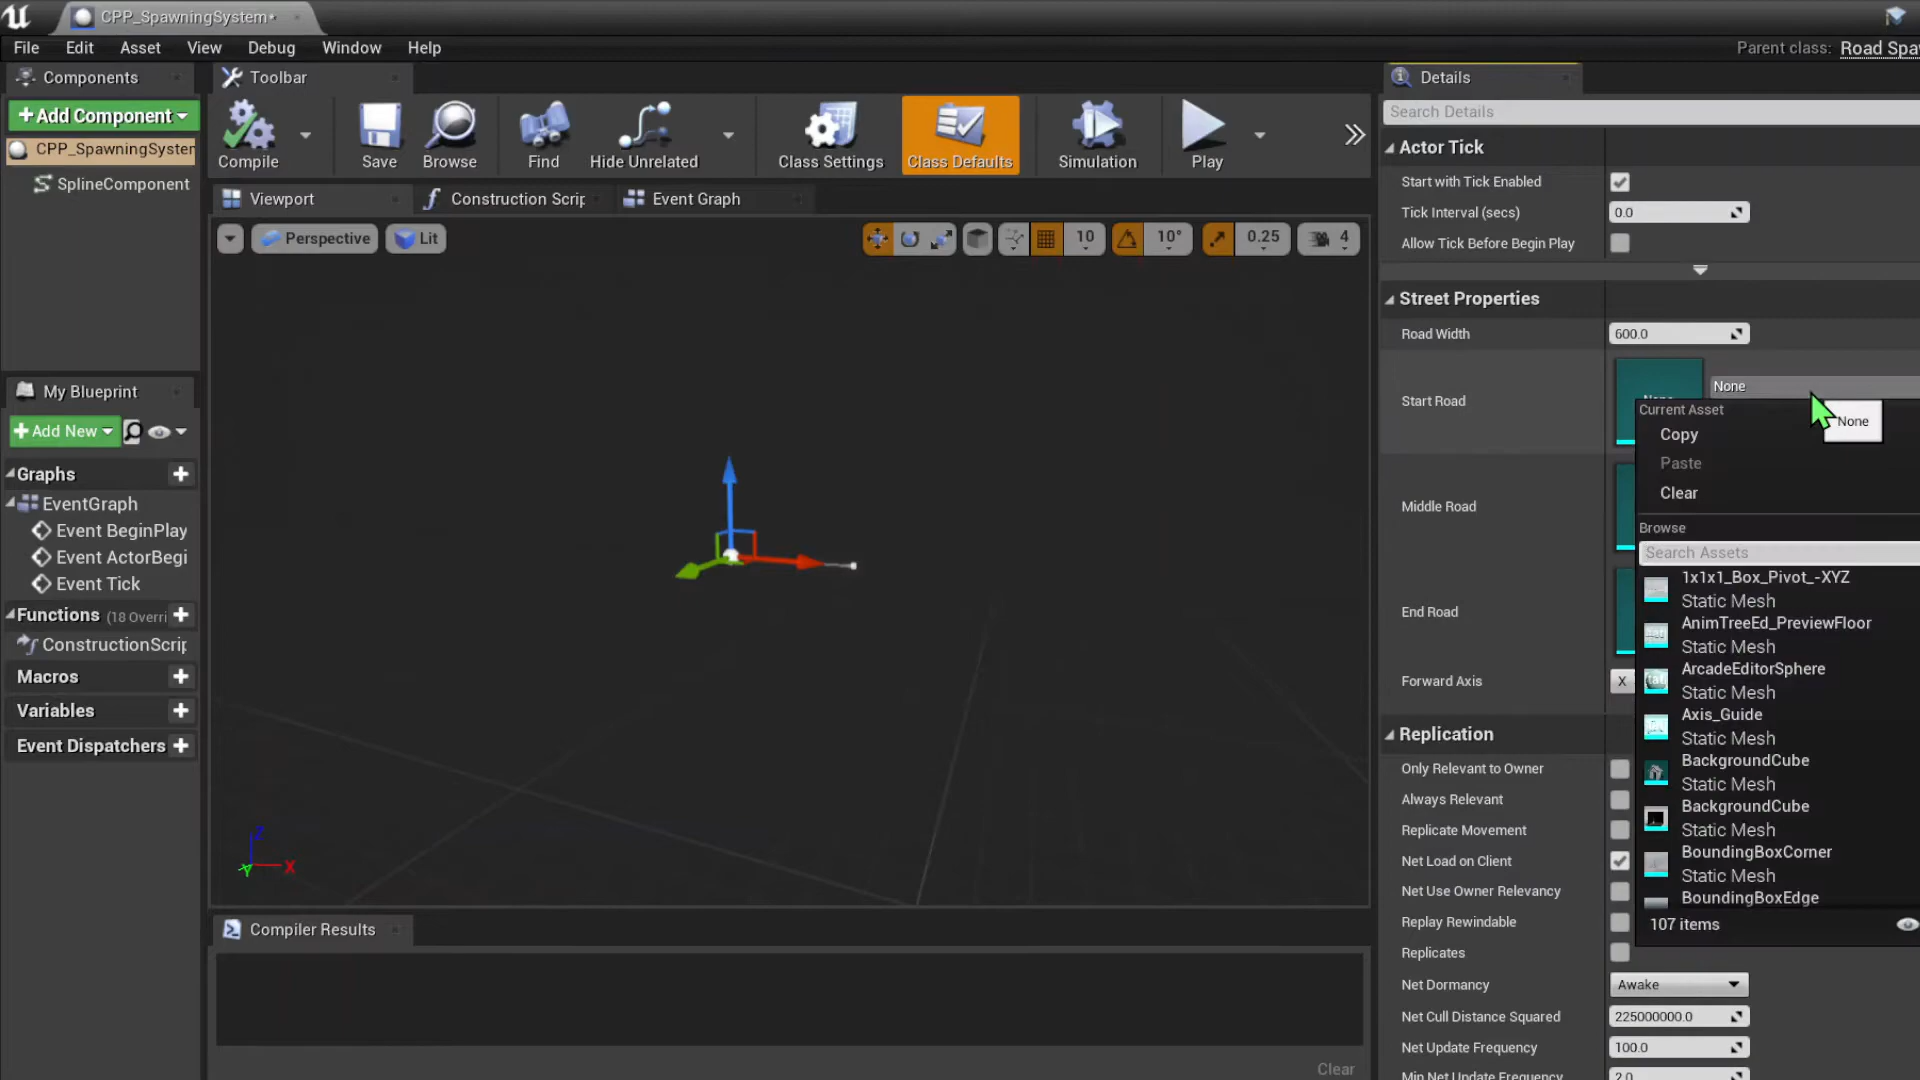 CPP_SpawningSystem*
File Edit Asset View Debug Window Help
Parent class: Road Spa
Components
Toolbar
Details
+Add Component
CPP_SpawningSystem
SplineComponent
Compile
Save
Browse
Find
Hide Unrelated
Class Settings
Class Defaults
Simulation
Play
Search Details
Viewport
Construction Scrip
Event Graph
Perspective
Lit
10
10°
0.25
4
My Blueprint
+Add New
Graphs
EventGraph
Event BeginPlay
Event ActorBegi
Event Tick
Functions (18 Overri
ConstructionScrip
Macros
Variables
Event Dispatchers
Z
X
Y
Compiler Results
Clear
Actor Tick
Start with Tick Enabled
Tick Interval (secs) 0.0
Allow Tick Before Begin Play
Street Properties
Road Width 600.0
Start Road
None
None
Middle Road
End Road
Forward Axis X
Replication
Only Relevant to Owner
Always Relevant
Replicate Movement
Net Load on Client
Net Use Owner Relevancy
Replay Rewindable
Replicates
Net Dormancy Awake
Net Cull Distance Squared 225000000.0
Net Update Frequency 100.0
Min Net Update Frequency 2.0
Current Asset
Copy
Paste
Clear
Browse
Search Assets
1x1x1_Box_Pivot_-XYZ
Static Mesh
AnimTreeEd_PreviewFloor
Static Mesh
ArcadeEditorSphere
Static Mesh
Axis_Guide
Static Mesh
BackgroundCube
Static Mesh
BackgroundCube
Static Mesh
BoundingBoxCorner
Static Mesh
BoundingBoxEdge
107 items